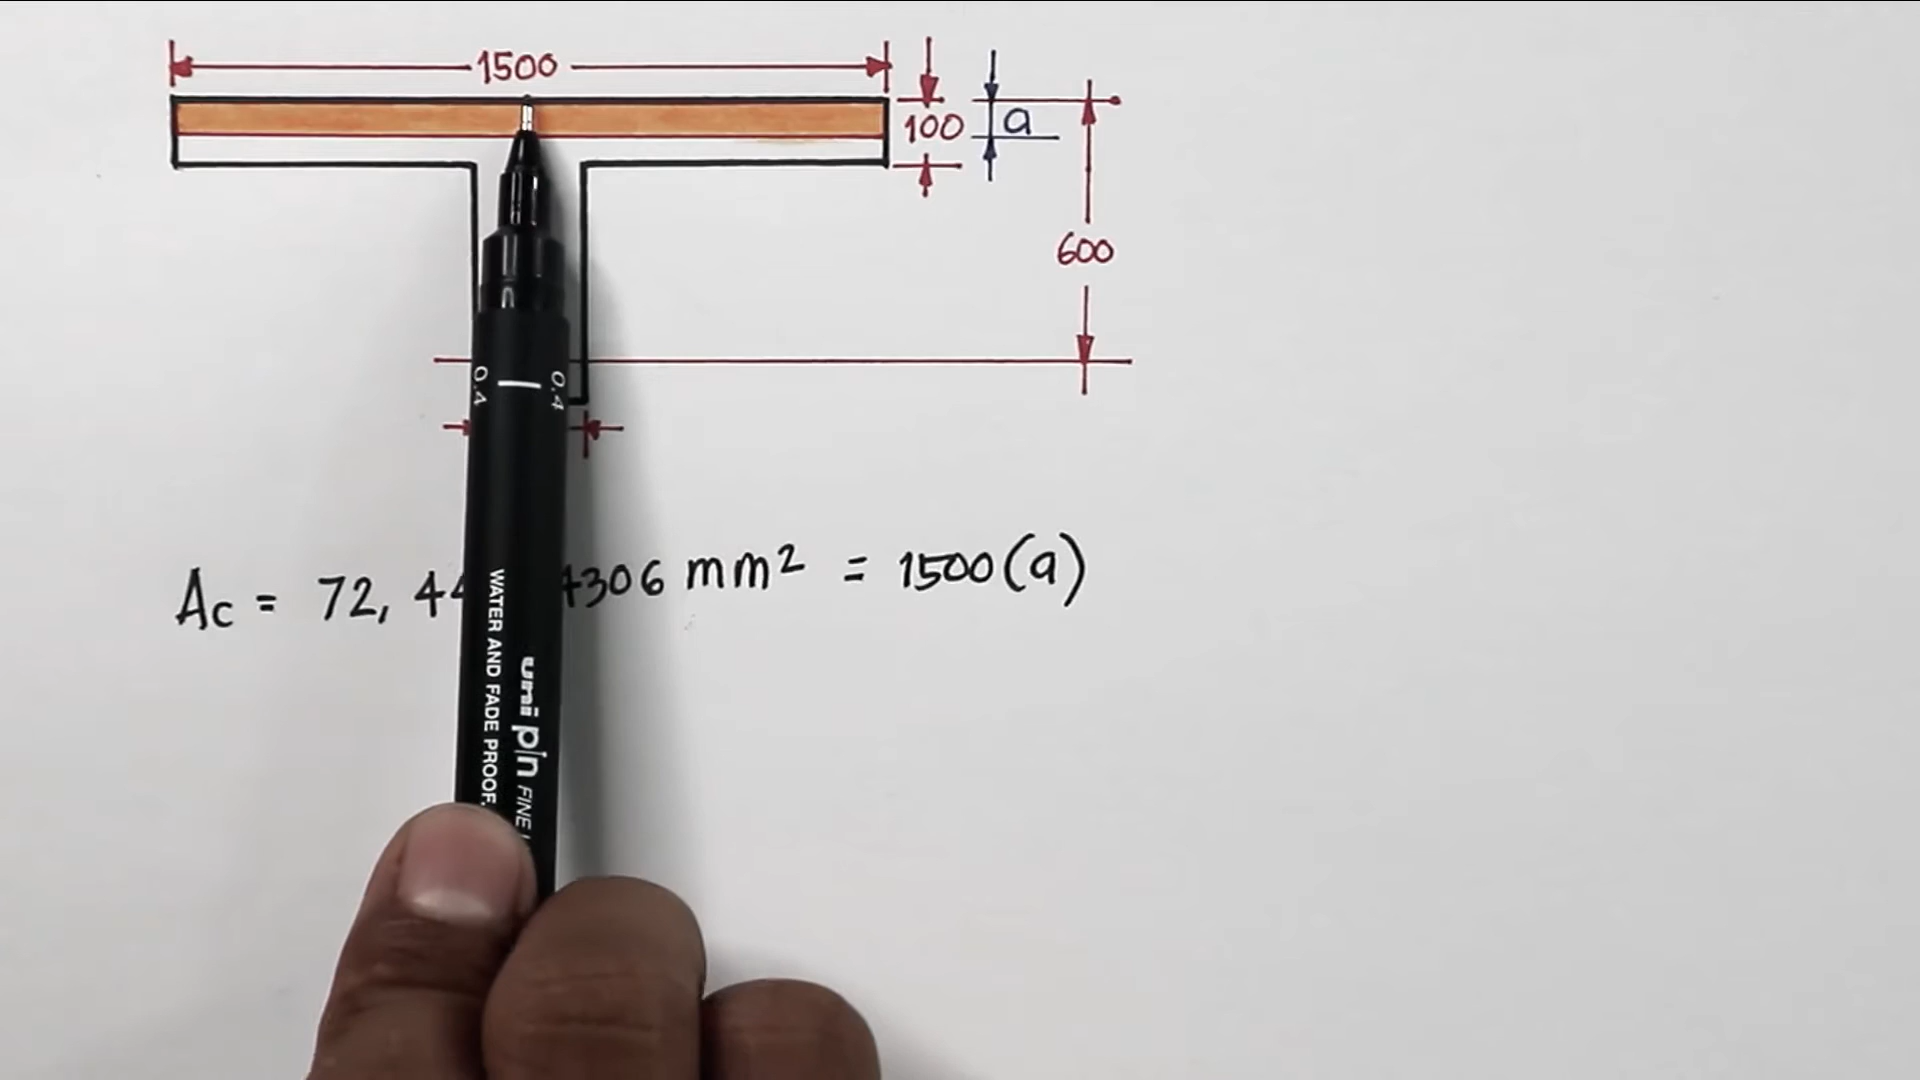 1500
100
a
600
0.4 0.4
Ac = 72, 44 4306 mm² = 1500(a)
WATER AND FADE PROOF.
uni pin FINE